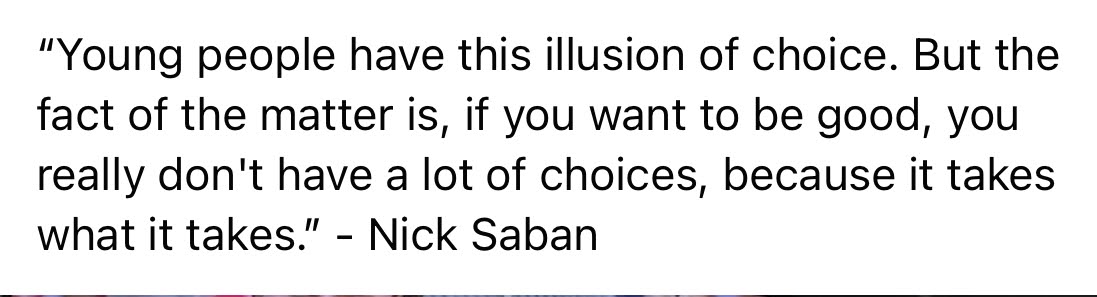 “Young people have this illusion of choice. But the
fact of the matter is, if you want to be good, you
really don't have a lot of choices, because it takes
what it takes.” - Nick Saban